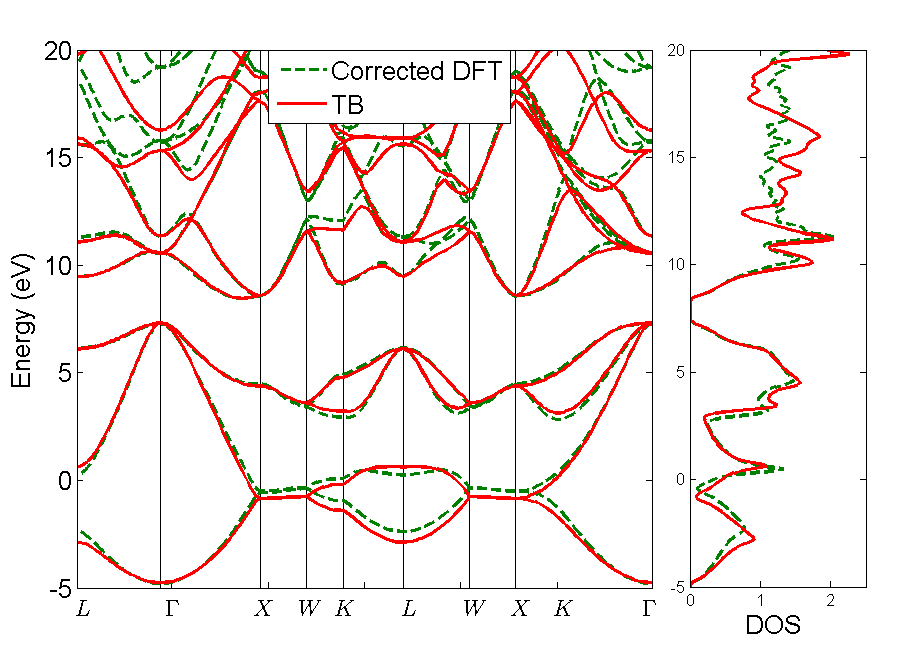 Corrected DFT
TB
Energy (eV)
20
15
10
5
0
-5
L Γ X W K L W X K Γ
20
15
10
5
0
-5
0 1 2
DOS